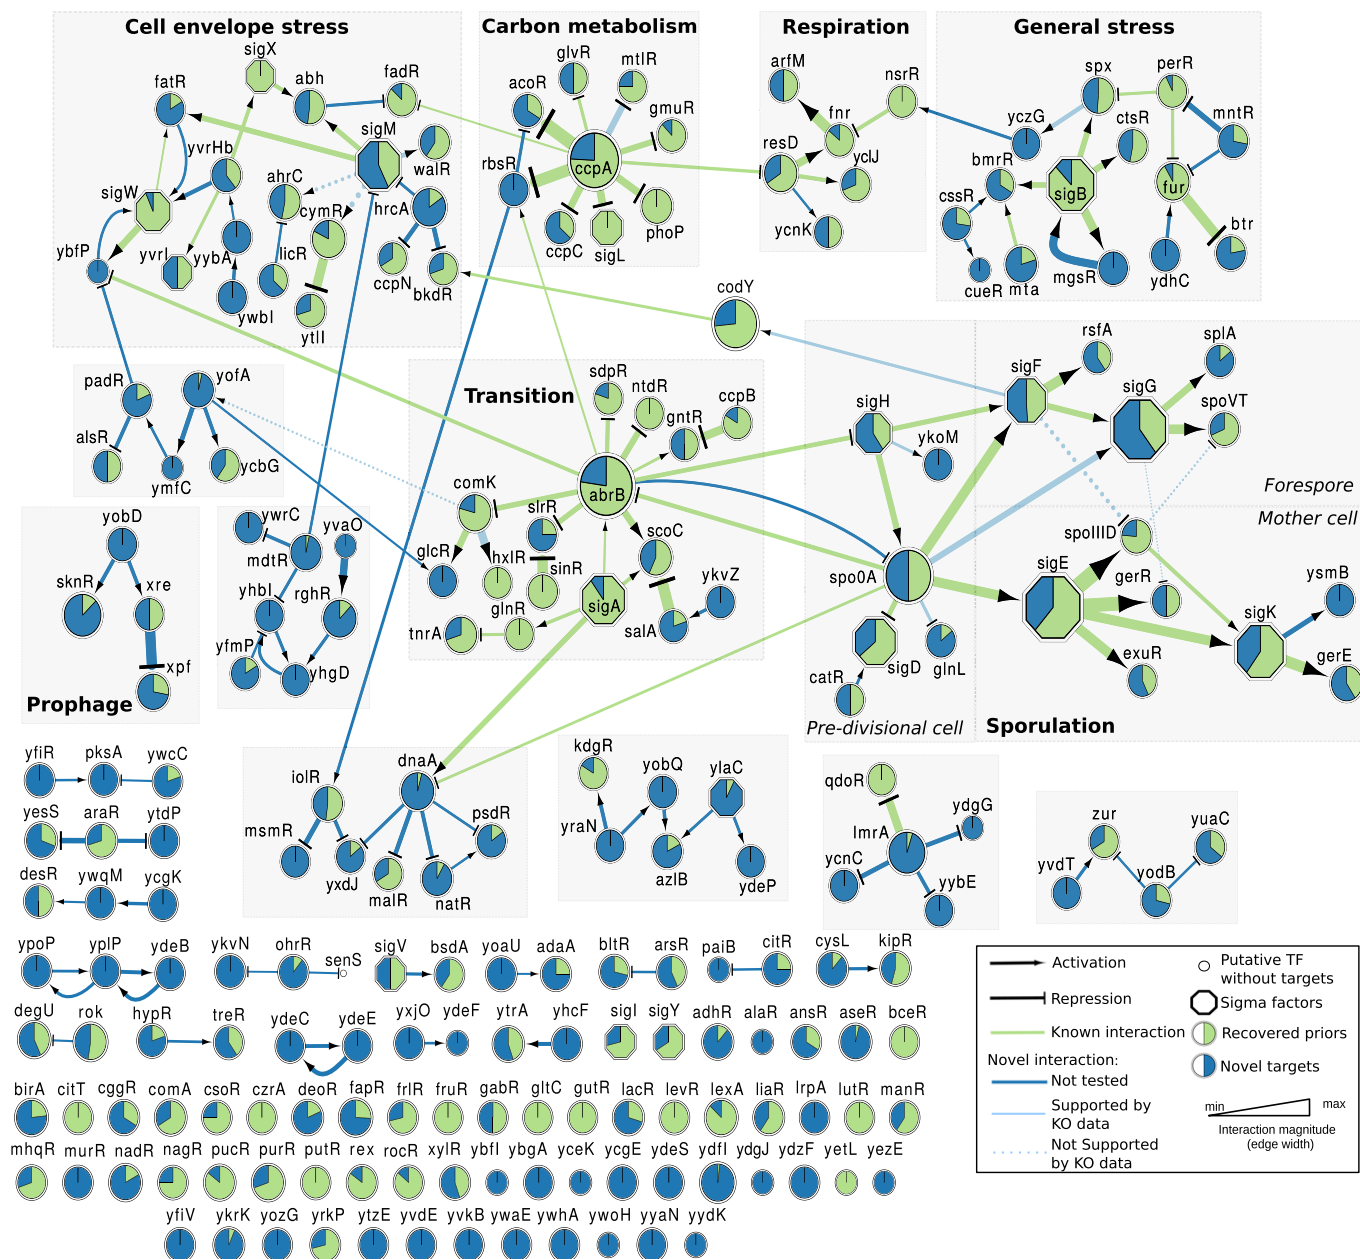 Cell envelope stress
Carbon metabolism
Respiration
General stress
sigX
fatR
abh
fadR
sigM
yvrHb
walR
ahrC
sigW
cymR
hrcA
ybfP
yvrI
yybA
licR
ccpN
bkdR
ywbI
ytlI
glvR
mtlR
acoR
gmuR
rbsR
ccpA
phoP
ccpC
sigL
arfM
nsrR
fnr
resD
yclJ
ycnK
spx
perR
yczG
ctsR
mntR
bmrR
sigB
fur
cssR
btr
cueR
mta
mgsR
ydhC
codY
padR
yofA
alsR
ymfC
ycbG
Transition
sdpR
ntdR
ccpB
gntR
abrB
comK
slrR
scoC
glcR
hxlR
sinR
ykvZ
sigA
glnR
tnrA
salA
sigH
ykoM
spo0A
sigD
glnL
catR
Pre-divisional cell
rsfA
splA
sigF
sigG
spoVT
Forespore
Mother cell
spoIIID
sigE
gerR
ysmB
sigK
exuR
gerE
Sporulation
yobD
sknR
xre
xpf
Prophage
ywrC
yvaO
mdtR
yhbI
rghR
yfmP
yhgD
yfiR
pksA
ywcC
yesS
araR
ytdP
desR
ywqM
ycgK
dnaA
iolR
psdR
msmR
yxdJ
malR
natR
kdgR
yobQ
ylaC
yraN
azlB
ydeP
qdoR
ydgG
lmrA
ycnC
yybE
zur
yuaC
yvdT
yodB
ypoP
yplP
ydeB
ykvN
ohrR
senS
sigV
bsdA
yoaU
adaA
bltR
arsR
paiB
citR
cysL
kipR
degU
rok
hypR
treR
ydeC
ydeE
yxjO
ydeF
ytrA
yhcF
sigI
sigY
adhR
alaR
ansR
aseR
bceR
birA
citT
cggR
comA
csoR
czrA
deoR
fapR
frlR
fruR
gabR
gltC
gutR
lacR
levR
lexA
liaR
lrpA
lutR
manR
mhqR
murR
nadR
nagR
pucR
purR
putR
rex
rocR
xylR
ybfI
ybgA
yceK
ycgE
ydeS
ydfI
ydgJ
ydzF
yetL
yezE
yfiV
ykrK
yozG
yrkP
ytzE
yvdE
yvkB
ywaE
ywhA
ywoH
yyaN
yydK
Activation
Repression
Known interaction
Novel interaction:
Not tested
Supported by
KO data
Not Supported
by KO data
Putative TF
without targets
Sigma factors
Recovered priors
Novel targets
min
max
Interaction magnitude
(edge width)